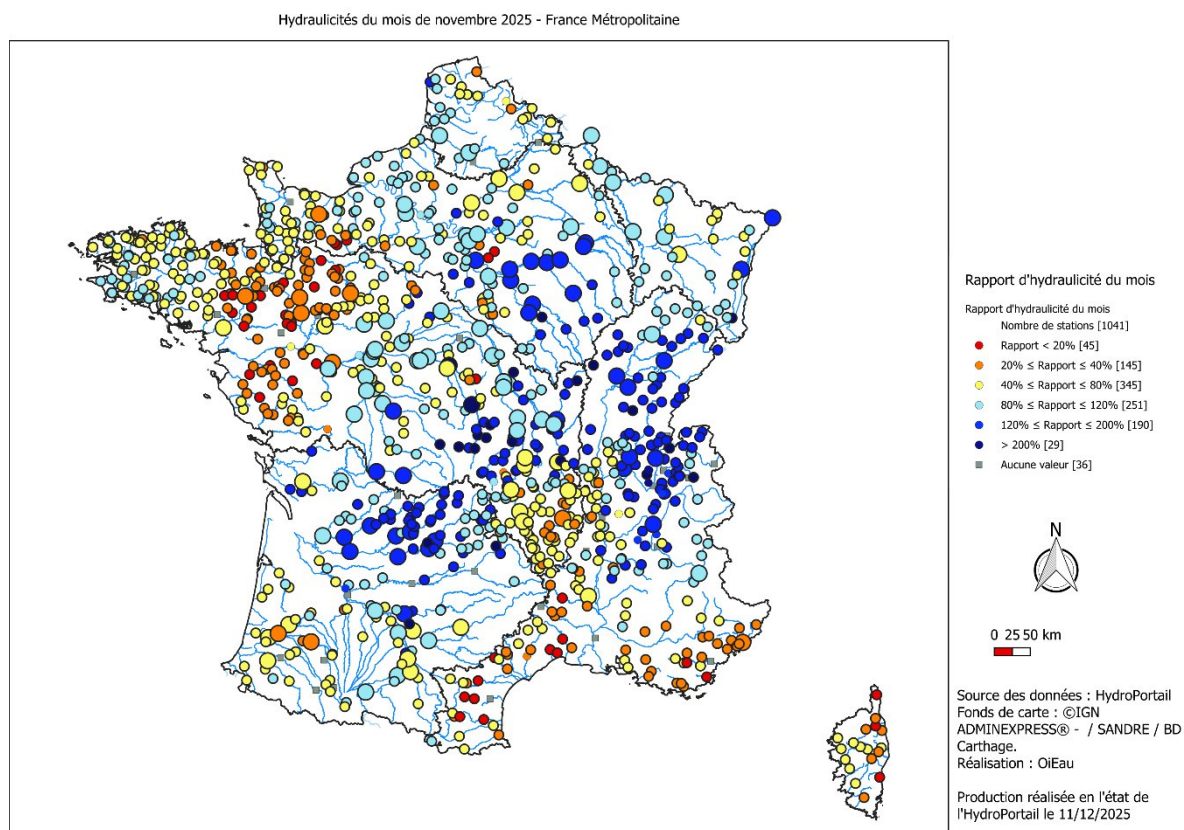 Hydraulicités du mois de novembre 2025 - France Métropolitaine
Rapport d'hydraulicité du mois
Rapport d'hydraulicité du mois
Nombre de stations [1041]
Rapport < 20% [45]
20% ≤ Rapport ≤ 40% [145]
40% ≤ Rapport ≤ 80% [345]
80% ≤ Rapport ≤ 120% [251]
120% ≤ Rapport ≤ 200% [190]
> 200% [29]
Aucune valeur [36]
N
0 25 50 km
Source des données : HydroPortail
Fonds de carte : ©IGN
ADMINEXPRESS® - / SANDRE / BD
Carthage.
Réalisation : OiEau
Production réalisée en l'état de
l'HydroPortail le 11/12/2025